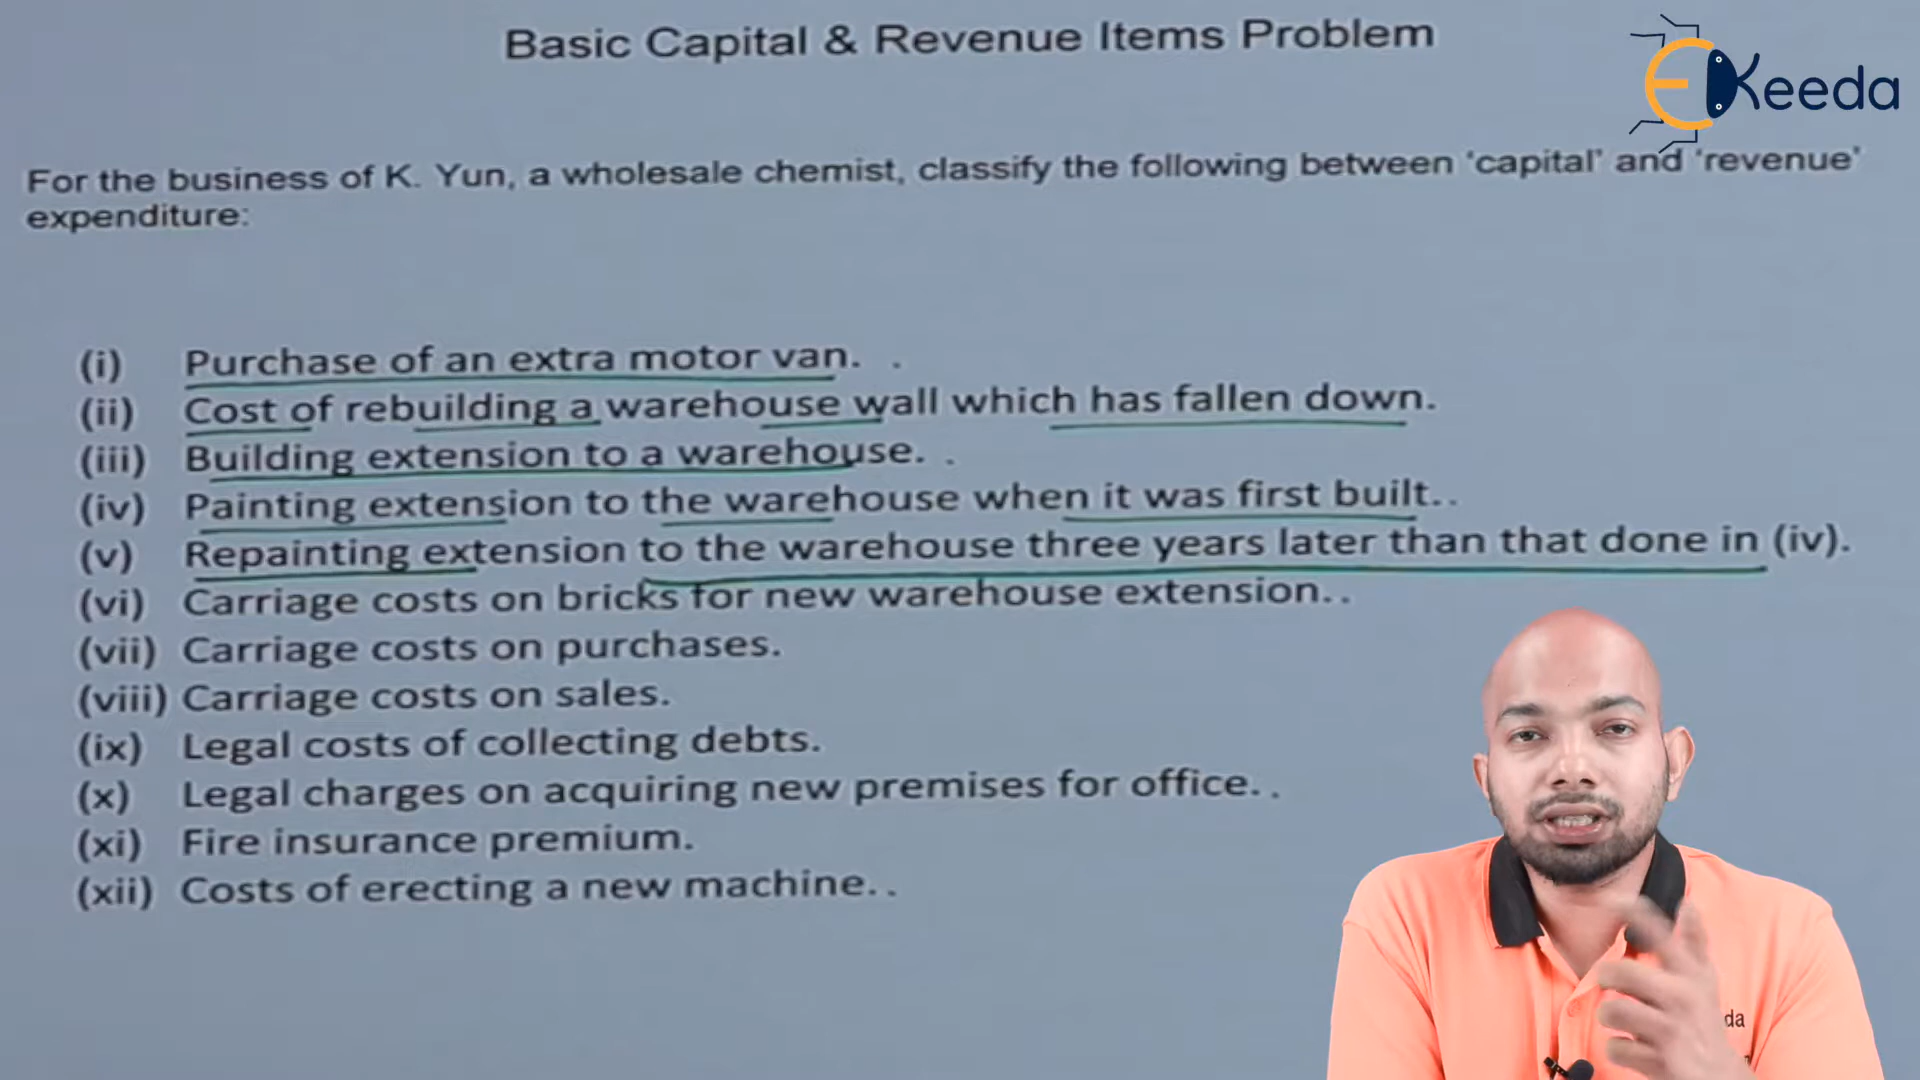 Basic Capital & Revenue Items Problem
EKeeda
For the business of K. Yun, a wholesale chemist, classify the following between ‘capital’ and ‘revenue’
expenditure:
(i) Purchase of an extra motor van. .
(ii) Cost of rebuilding a warehouse wall which has fallen down.
(iii) Building extension to a warehouse. .
(iv) Painting extension to the warehouse when it was first built..
(v) Repainting extension to the warehouse three years later than that done in (iv).
(vi) Carriage costs on bricks for new warehouse extension..
(vii) Carriage costs on purchases.
(viii) Carriage costs on sales.
(ix) Legal costs of collecting debts.
(x) Legal charges on acquiring new premises for office. .
(xi) Fire insurance premium.
(xii) Costs of erecting a new machine. .
da